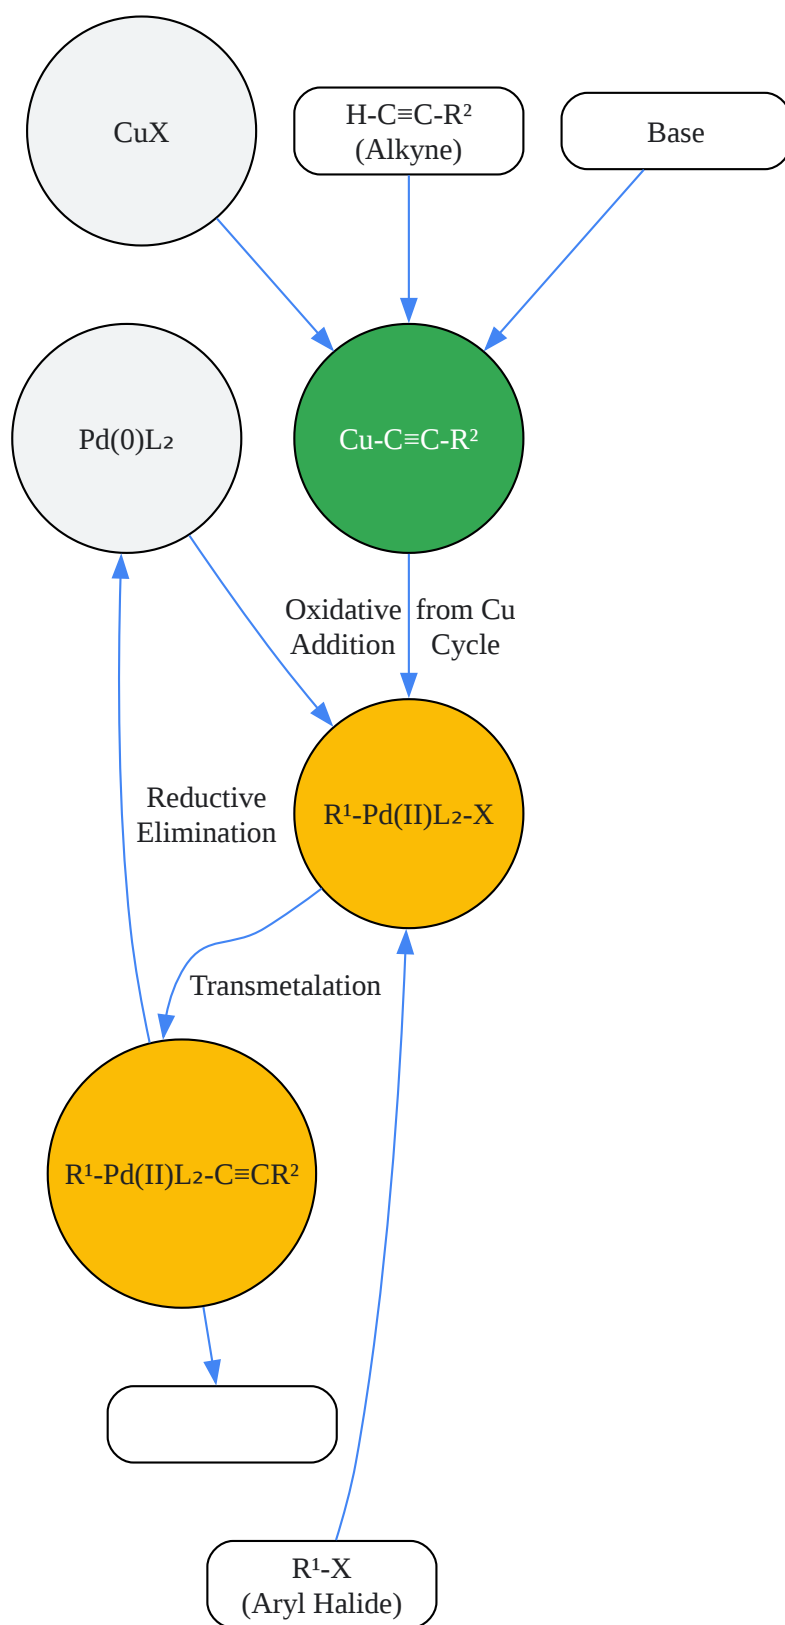 CuX
H-C≡C-R²
(Alkyne)
Base
Pd(0)L₂
Cu-C≡C-R²
Oxidative
Addition
from Cu
Cycle
Reductive
Elimination
R¹-Pd(II)L₂-X
Transmetalation
R¹-Pd(II)L₂-C≡CR²
R¹-X
(Aryl Halide)